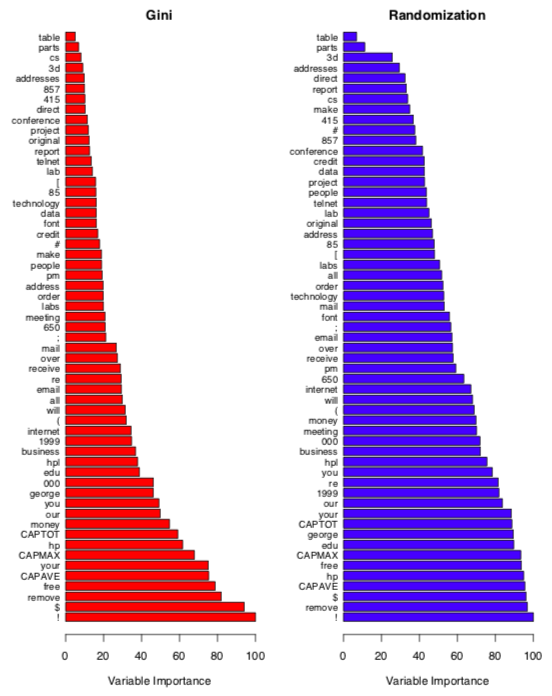 Gini
table
parts
cs
3d
addresses
857
415
direct
conference
project
original
report
telnet
lab
[
85
technology
data
font
credit
#
make
people
pm
address
order
labs
meeting
650
;
mail
over
receive
re
email
all
will
(
internet
1999
business
hpl
edu
000
george
you
our
money
CAPTOT
hp
CAPMAX
your
CAPAVE
free
remove
$
!
0 20 40 60 80 100
Variable Importance
Randomization
table
parts
3d
addresses
direct
report
cs
make
415
#
857
conference
credit
data
project
people
telnet
lab
original
address
85
[
labs
all
order
technology
mail
font
;
email
over
receive
pm
650
internet
will
(
money
meeting
000
business
hpl
you
re
1999
our
your
CAPTOT
george
edu
CAPMAX
free
hp
CAPAVE
$
remove
!
0 20 40 60 80 100
Variable Importance